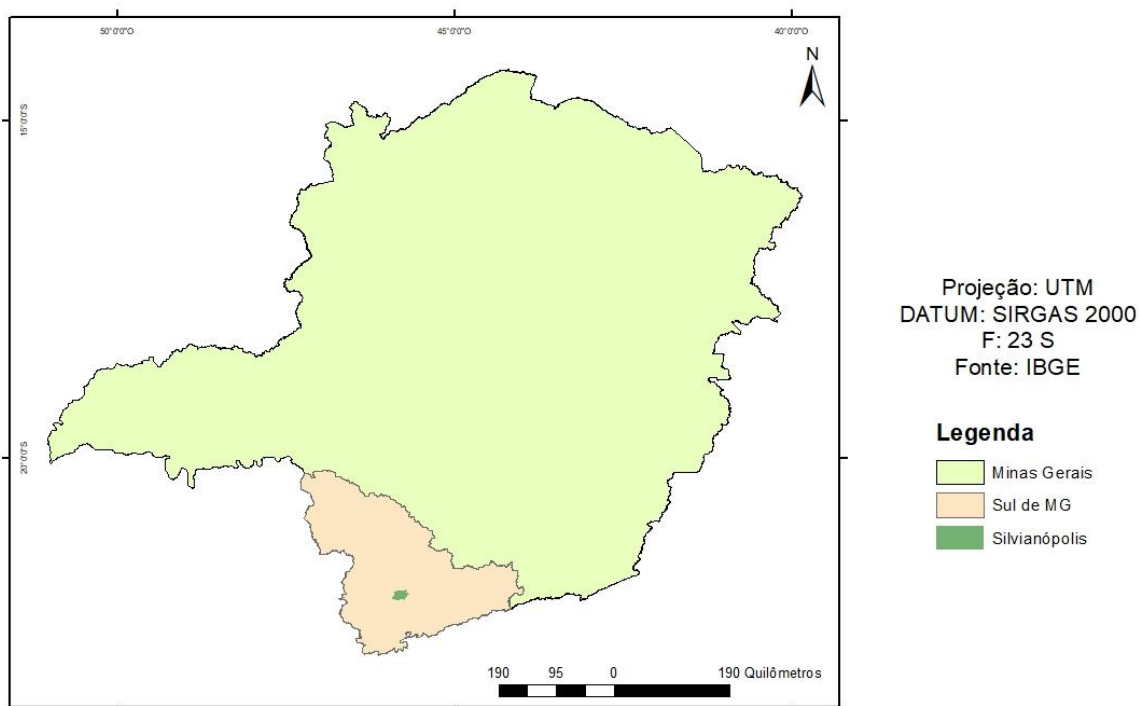 50°0'0"O 45°0'0"O 40°0'0"O
N
15°0'0"S
20°0'0"S
Projeção: UTM
DATUM: SIRGAS 2000
F: 23 S
Fonte: IBGE
Legenda
Minas Gerais
Sul de MG
Silvianópolis
190 95 0 190 Quilômetros